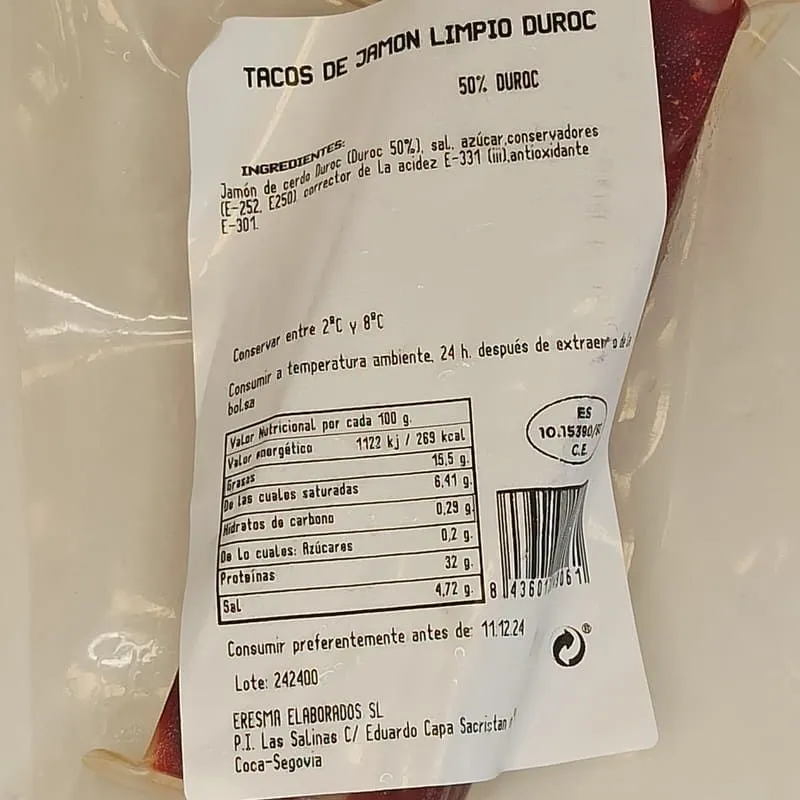 TACOS DE JAMON LIMPIO DUROC
50% DUROC
INGREDIENTES:
Jamón de cerdo Duroc (Duroc 50%), sal, azúcar,conservadores
(E-252, E250) corrector de la acidez E-331 (iii),antioxidante
E-301.
Conservar entre 2ºC y 8ºC
Consumir a temperatura ambiente, 24 h. después de extraer
bolsa
Valor Nutricional por cada 100 g.
Valor energético 1122 kj / 269 kcal
Grasas 15,5 g.
De las cuales saturadas 6,41 g.
Hidratos de carbono 0,29 g.
De Lo cuales: Azúcares 0,2 g.
Proteínas 32 g.
Sal 4,72 g.
ES
10.15390/
C.E.
Consumir preferentemente antes de: 11.12.24
Lote: 242400
®
ERESMA ELABORADOS SL
P.I. Las Salinas C/ Eduardo Capa Sacristan
Coca-Segovia